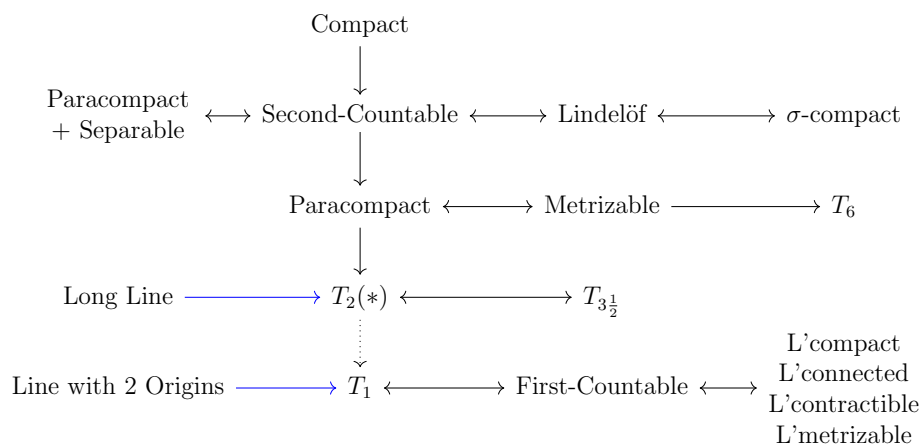 Compact
Paracompact
+ Separable
Second-Countable
Lindelöf
σ-compact
Paracompact
Metrizable
T₆
Long Line
T₂(∗)
T₃½
Line with 2 Origins
T₁
First-Countable
L'compact
L'connected
L'contractible
L'metrizable